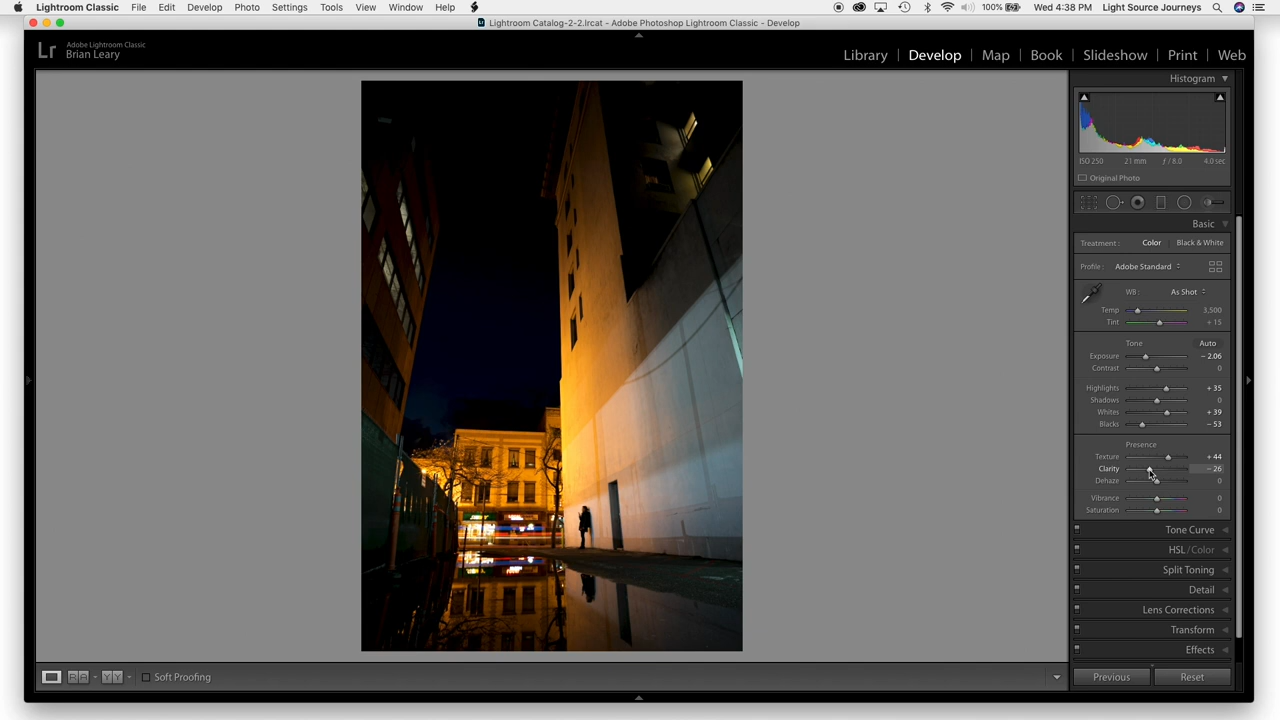 Lightroom Classic File Edit Develop Photo Settings Tools View Window Help 100% Wed 4:38 PM Light Source Journeys
Lightroom Catalog-2-2.lrcat - Adobe Photoshop Lightroom Classic - Develop
Lr Adobe Lightroom Classic
Brian Leary
Library | Develop | Map | Book | Slideshow | Print | Web
Histogram
ISO 250 21 mm ƒ / 8.0 4.0 sec
Original Photo
Basic
Treatment : Color | Black & White
Profile : Adobe Standard
WB : As Shot
Temp 3,500
Tint + 15
Tone Auto
Exposure − 2.06
Contrast 0
Highlights + 35
Shadows 0
Whites + 39
Blacks − 53
Presence
Texture + 44
Clarity − 26
Dehaze 0
Vibrance 0
Saturation 0
Tone Curve
HSL / Color
Split Toning
Detail
Lens Corrections
Transform
Effects
Soft Proofing
Previous Reset